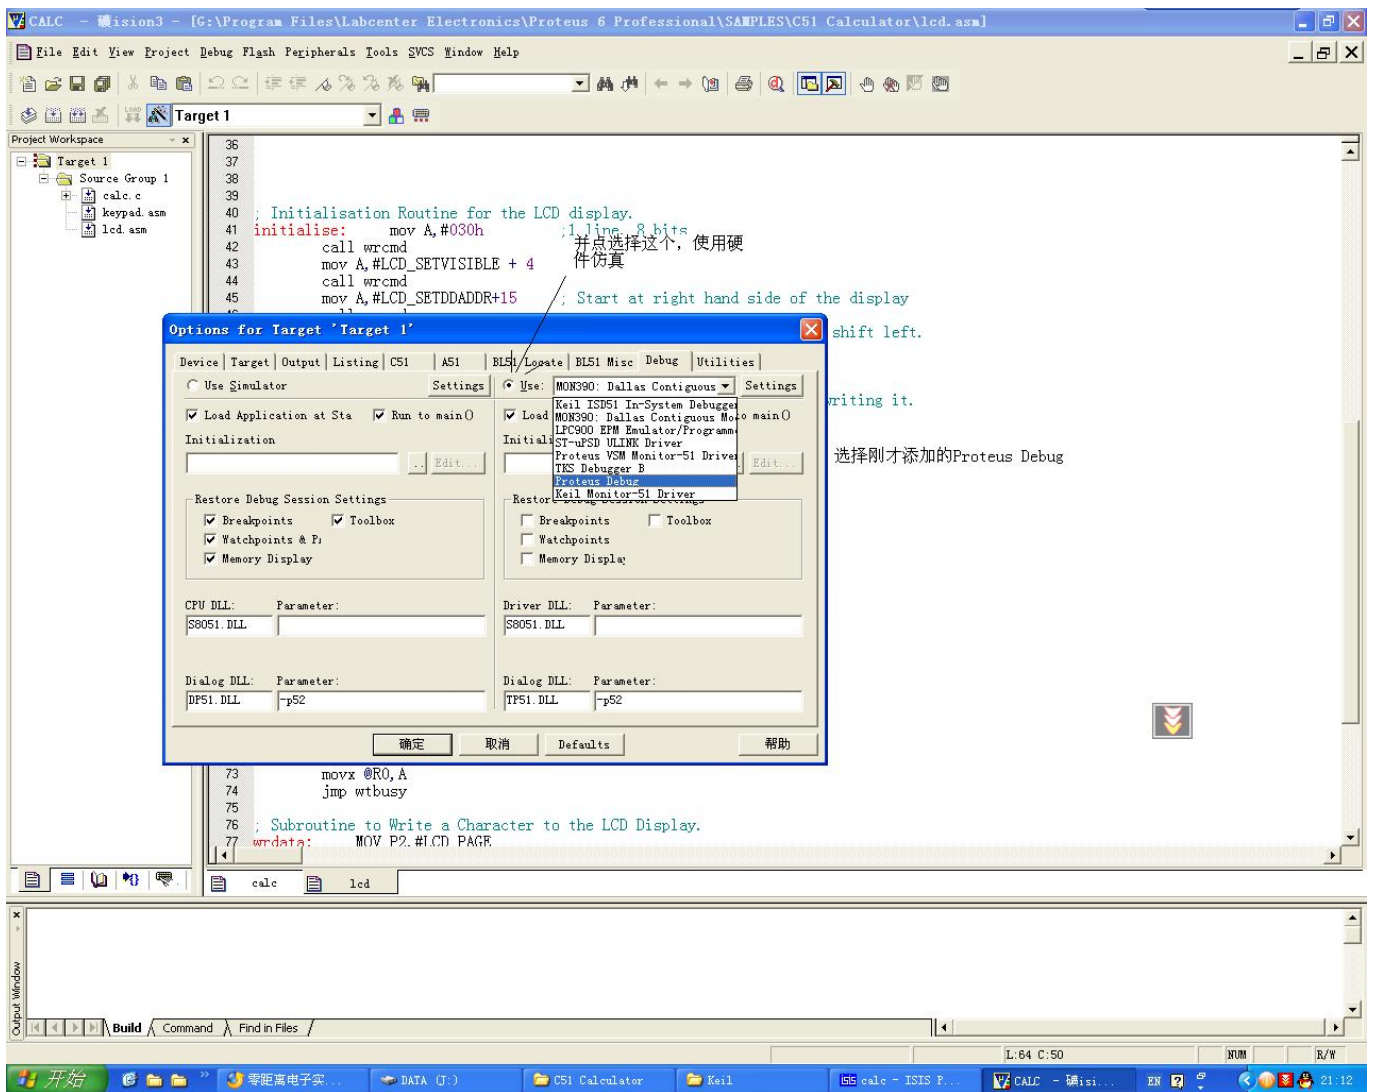 CALC - 礦ision3 - [G:\Program Files\Labcenter Electronics\Proteus 6 Professional\SAMPLES\C51 Calculator\lcd.asm]
File Edit View Project Debug Flash Peripherals Tools SVCS Window Help
Target 1
Project Workspace
Target 1
Source Group 1
calc.c
keypad.asm
lcd.asm
36
37
38
39
40 ; Initialisation Routine for the LCD display.
41 initialise: mov A,#030h ;1 line, 8 bits
42 call wrcmd
43 mov A,#LCD_SETVISIBLE + 4
44 call wrcmd
45 mov A,#LCD_SETDDADDR+15 ; Start at right hand side of the display
并点选择这个，使用硬
件仿真
shift left.
writing it.
选择刚才添加的Proteus Debug
Options for Target 'Target 1'
Device Target Output Listing C51 A51 BL51 Locate BL51 Misc Debug Utilities
Use Simulator Settings
Use: MON390: Dallas Contiguous Settings
Load Application at Sta Run to main()
Load o main()
Keil ISD51 In-System Debugger
MON390: Dallas Contiguous Mo
LPC900 EPM Emulator/Programm
ST-uPSD ULINK Driver
Proteus VSM Monitor-51 Driver
TKS Debugger B
Proteus Debug
Keil Monitor-51 Driver
Initialization
.. Edit...
Initiali
Edit...
Restore Debug Session Settings
Breakpoints Toolbox
Watchpoints & P
Memory Display
Restor Debug Session Settings
Breakpoints Toolbox
Watchpoints
Memory Display
CPU DLL: Parameter:
S8051.DLL
Driver DLL: Parameter:
S8051.DLL
Dialog DLL: Parameter:
DP51.DLL -p52
Dialog DLL: Parameter:
TP51.DLL -p52
确定 取消 Defaults 帮助
73 movx @R0,A
74 jmp wtbusy
75
76 ; Subroutine to Write a Character to the LCD Display.
77 wrdata: MOV P2,#LCD_PAGE
calc lcd
Output Window
Build Command Find in Files
L:64 C:50 NUM R/W
开始 零距离电子实... DATA (J:) C51 Calculator Keil calc - ISIS P... CALC - 礦isi... EN 21:12